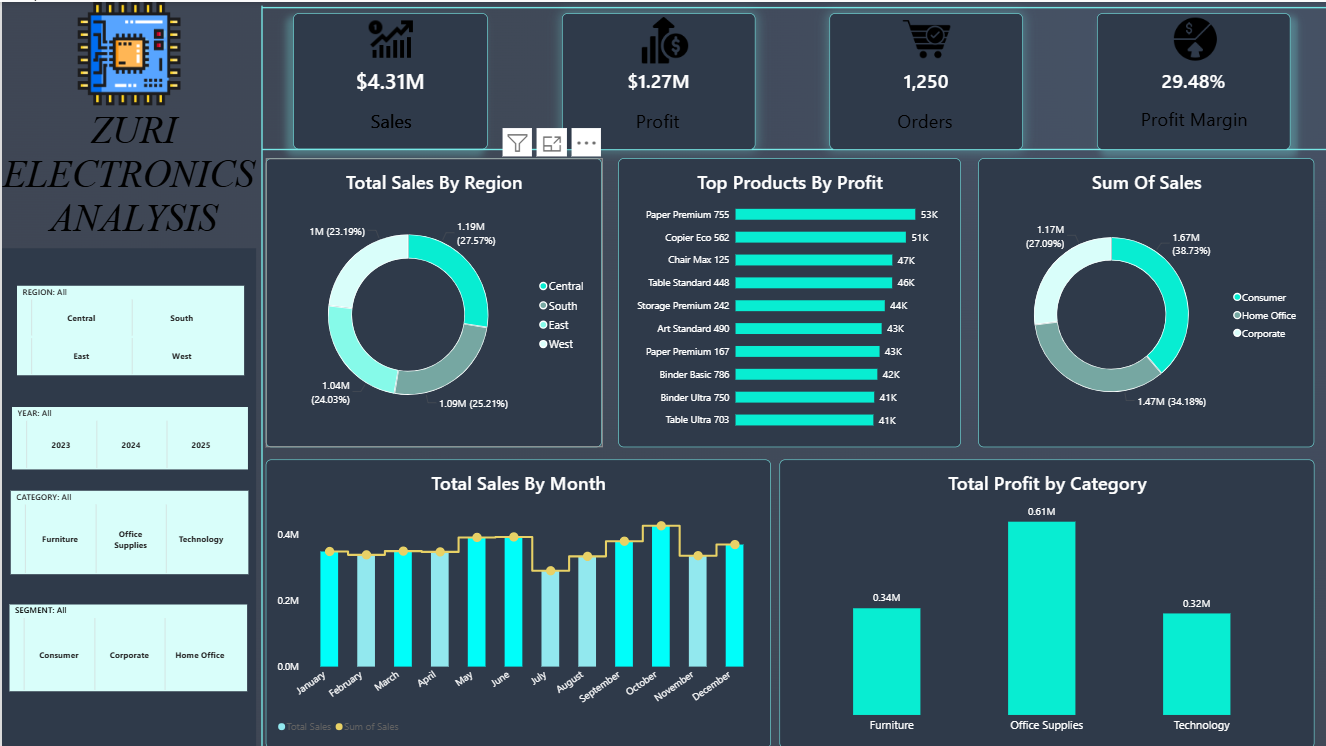 ZURI
ELECTRONICS
ANALYSIS
$4.31M
Sales
$1.27M
Profit
1,250
Orders
29.48%
Profit Margin
REGION: All
Central
South
East
West
YEAR: All
2023
2024
2025
CATEGORY: All
Furniture
Office
Supplies
Technology
SEGMENT: All
Consumer
Corporate
Home Office
Total Sales By Region
1M (23.19%)
1.19M
(27.57%)
1.04M
(24.03%)
1.09M (25.21%)
Central
South
East
West
Top Products By Profit
Paper Premium 755 53K
Copier Eco 562 51K
Chair Max 125 47K
Table Standard 448 46K
Storage Premium 242 44K
Art Standard 490 43K
Paper Premium 167 43K
Binder Basic 786 42K
Binder Ultra 750 41K
Table Ultra 703 41K
Sum Of Sales
1.17M
(27.09%)
1.67M
(38.73%)
1.47M (34.18%)
Consumer
Home Office
Corporate
Total Sales By Month
0.4M
0.2M
0.0M
January
February
March
April
May
June
July
August
September
October
November
December
Total Sales
Sum of Sales
Total Profit by Category
0.34M
0.61M
0.32M
Furniture
Office Supplies
Technology